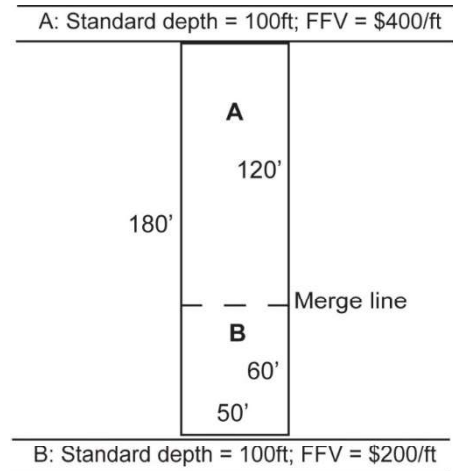 A: Standard depth = 100ft; FFV = $400/ft
A
120'
180'
Merge line
B
60'
50'
B: Standard depth = 100ft; FFV = $200/ft